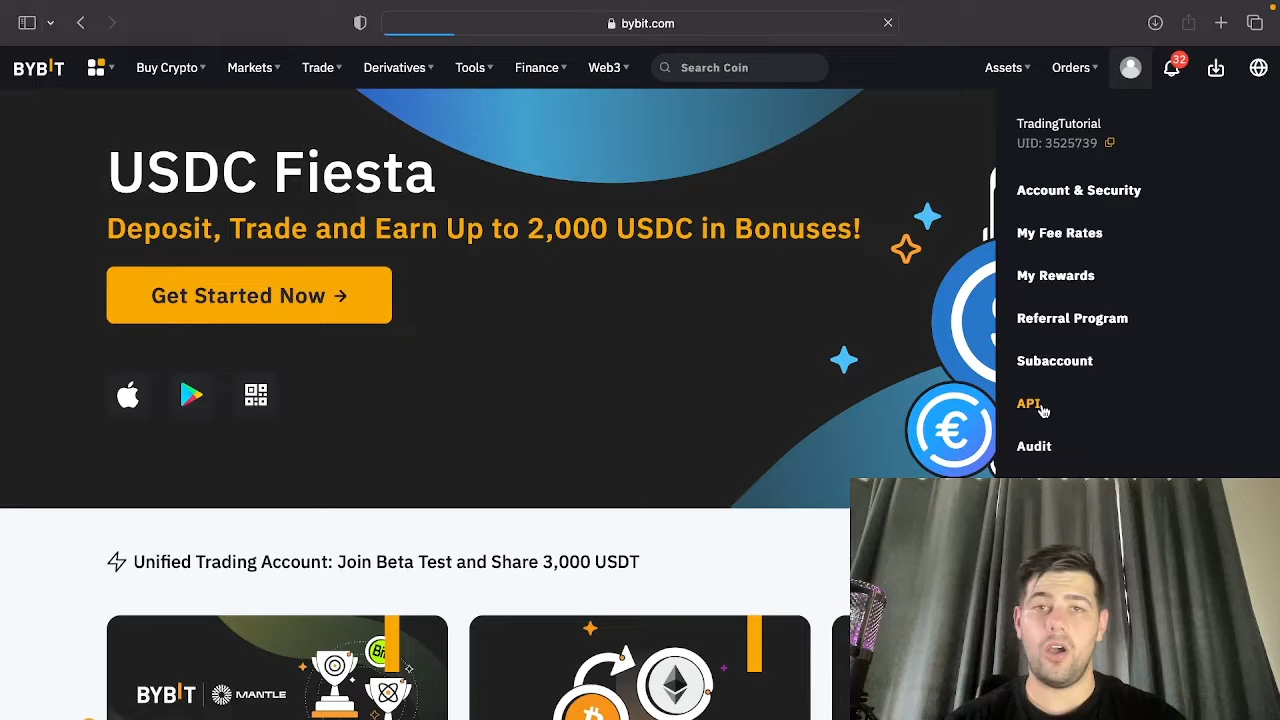 bybit.com
BYBIT
Buy Crypto
Markets
Trade
Derivatives
Tools
Finance
Web3
Search Coin
Assets
Orders
32
TradingTutorial
UID: 3525739
Account & Security
My Fee Rates
My Rewards
Referral Program
Subaccount
API
Audit
USDC Fiesta
Deposit, Trade and Earn Up to 2,000 USDC in Bonuses!
Get Started Now →
Unified Trading Account: Join Beta Test and Share 3,000 USDT
BYBIT | MANTLE